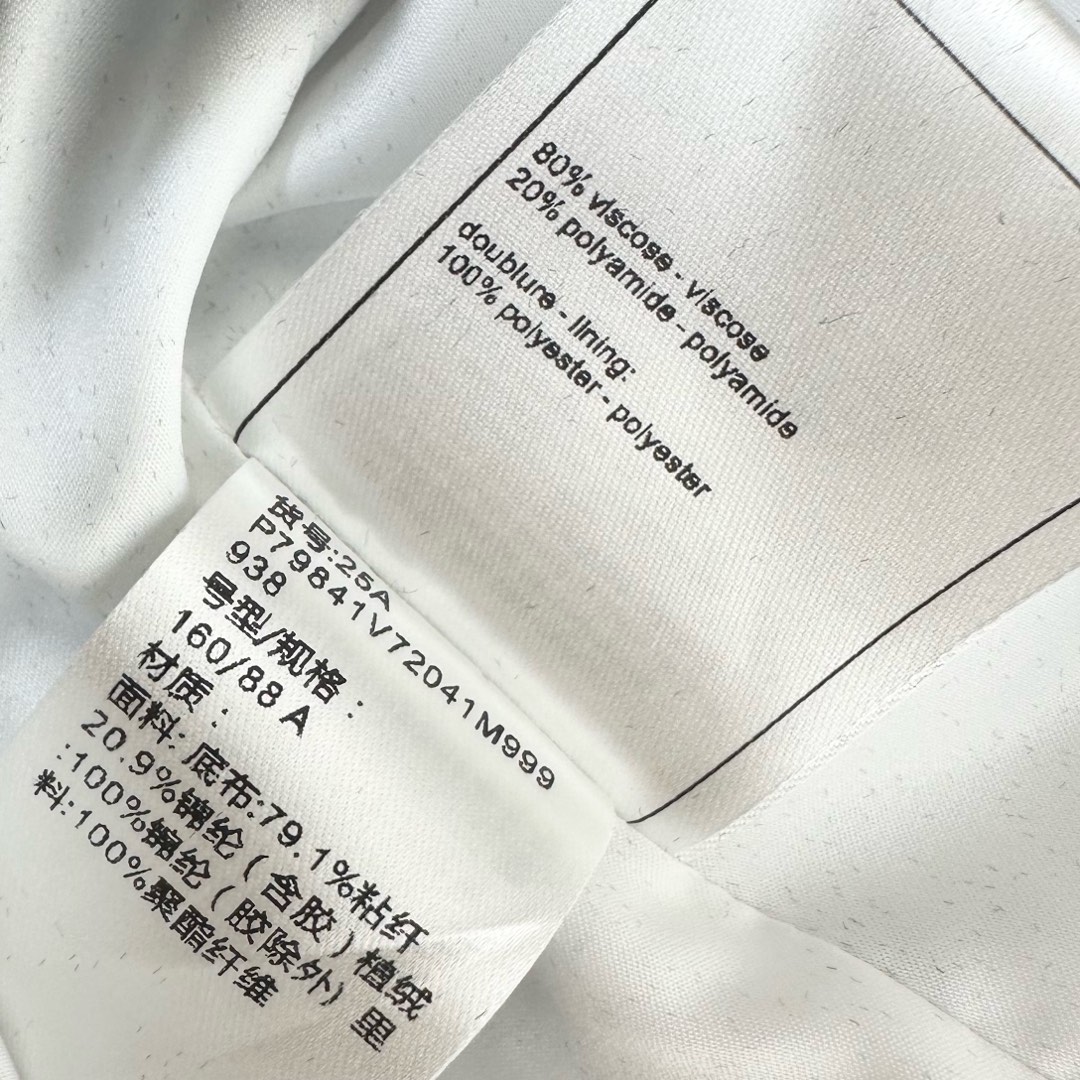 80% viscose - viscose
20% polyamide - polyamide
doublure - lining:
100% polyester - polyester
货号:25A
P79841V72041M999
938
号型/规格：
160/88 A
材质：
面料: 底布:79.1%粘纤
20.9%锦纶（含胶）植绒
:100%锦纶（胶除外）里
料:100%聚酯纤维